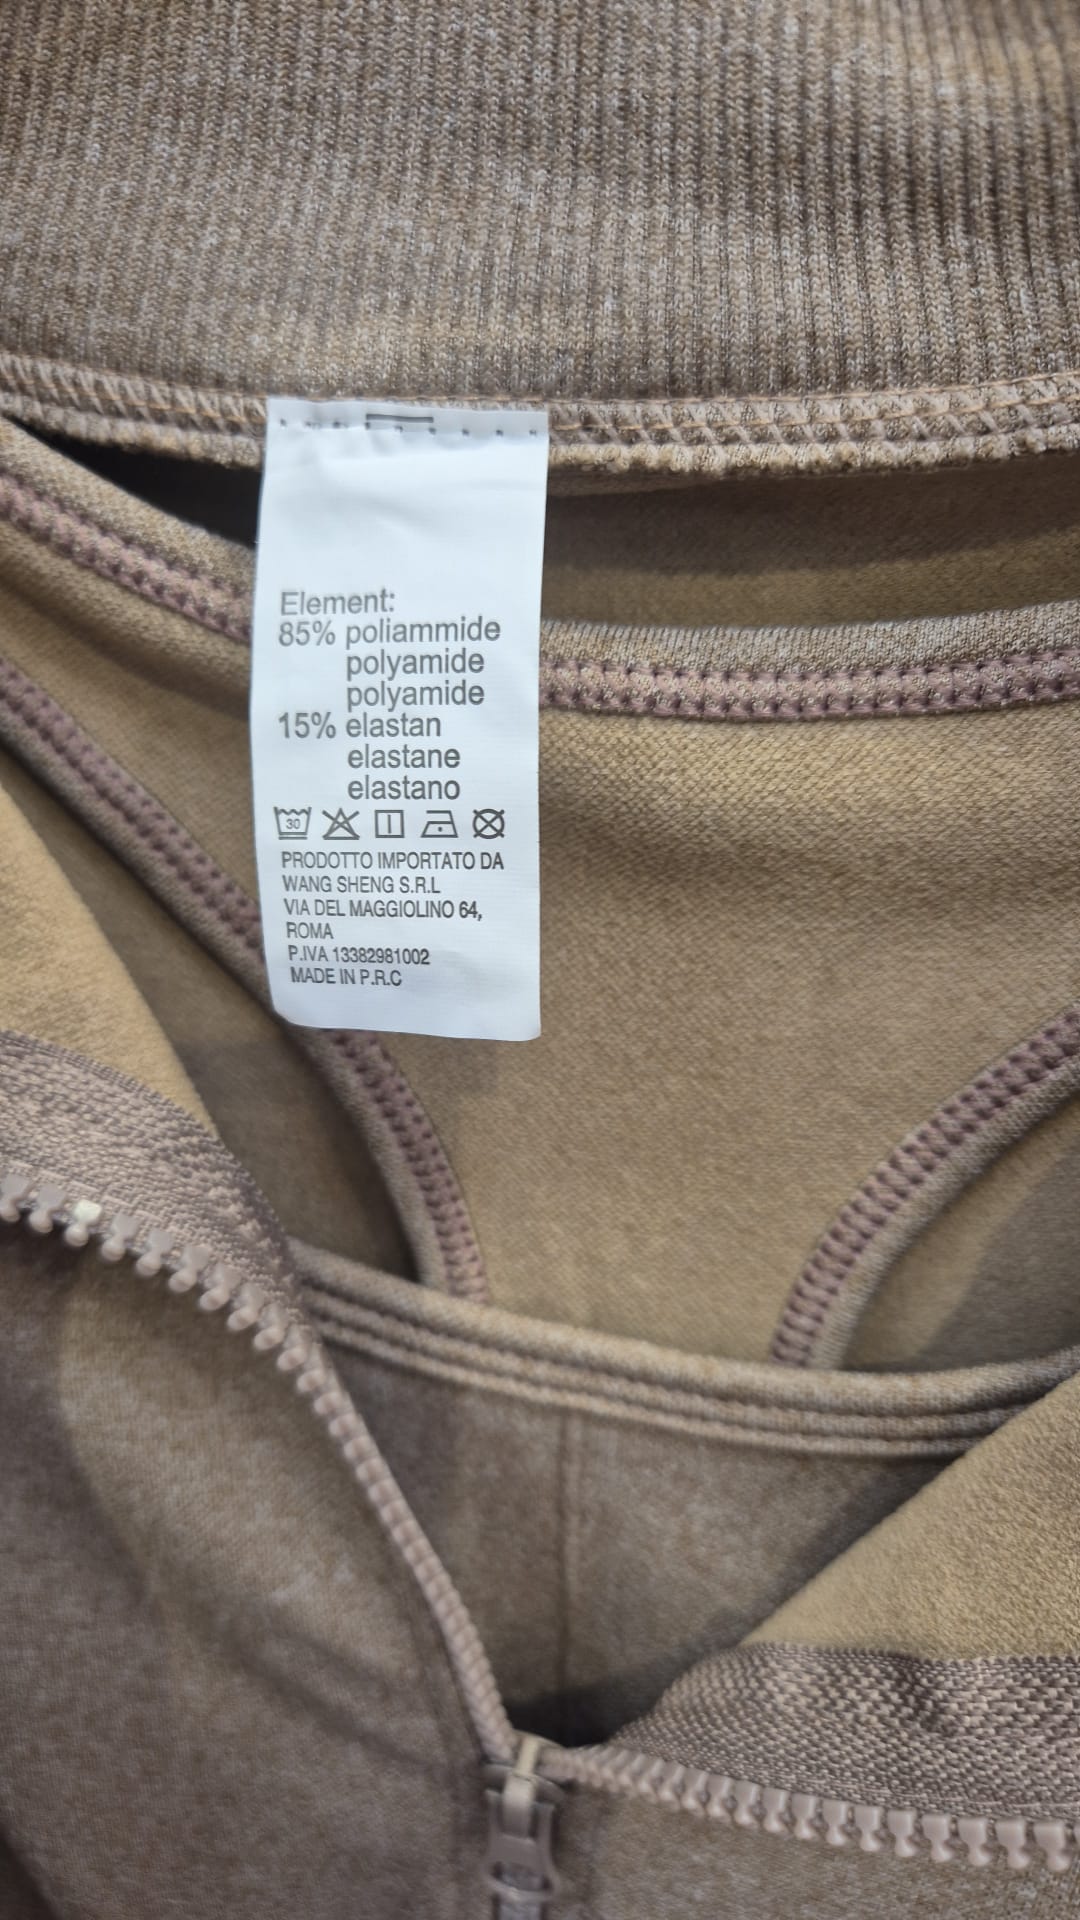 Element:
85% poliammide
polyamide
polyamide
15% elastan
elastane
elastano
30
PRODOTTO IMPORTATO DA
WANG SHENG S.R.L
VIA DEL MAGGIOLINO 64,
ROMA
P.IVA 13382981002
MADE IN P.R.C